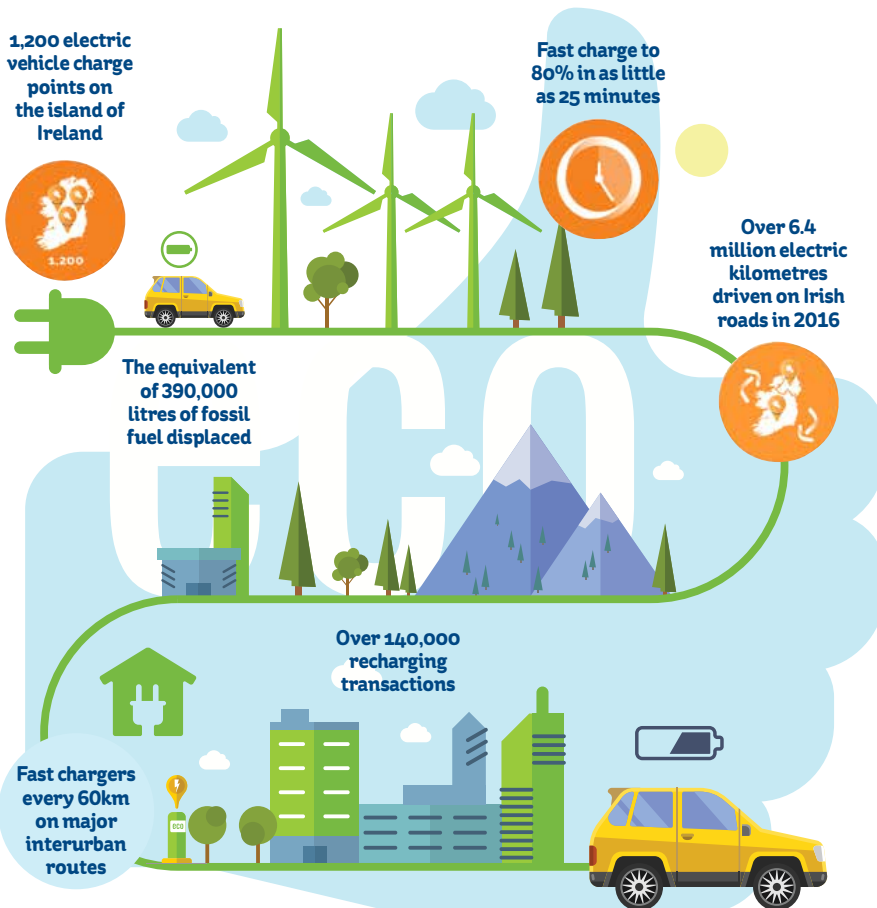 1,200 electric
vehicle charge
points on
the island of
Ireland
1,200
Fast charge to
80% in as little
as 25 minutes
Over 6.4
million electric
kilometres
driven on Irish
roads in 2016
The equivalent
of 390,000
litres of fossil
fuel displaced
eco
Over 140,000
recharging
transactions
Fast chargers
every 60km
on major
interurban
routes
eco